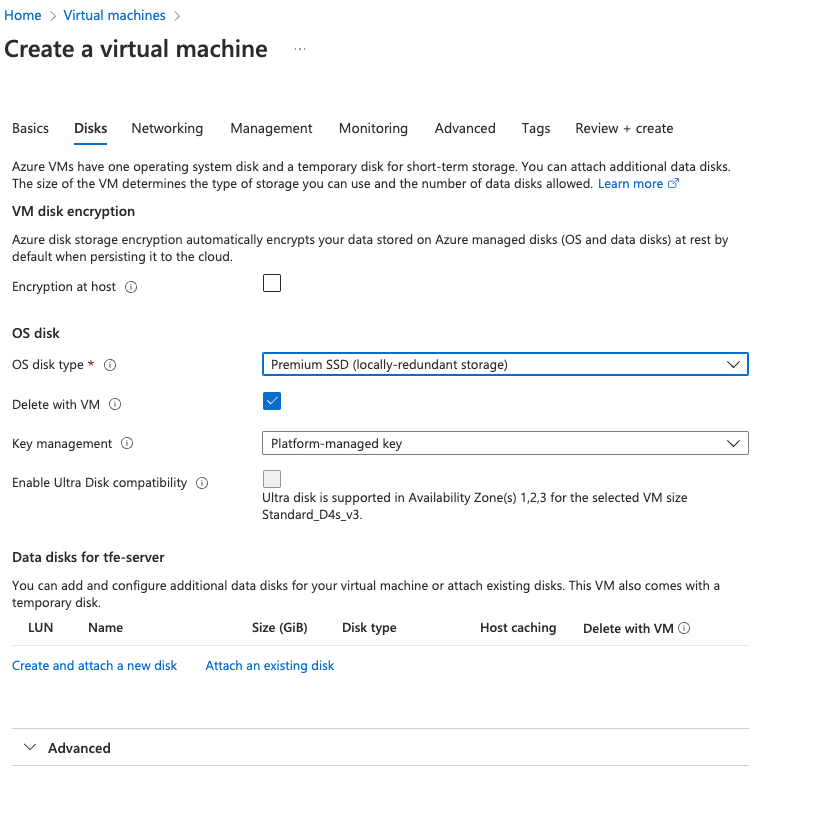 Home > Virtual machines >
Create a virtual machine ...
Basics Disks Networking Management Monitoring Advanced Tags Review + create
Azure VMs have one operating system disk and a temporary disk for short-term storage. You can attach additional data disks.
The size of the VM determines the type of storage you can use and the number of data disks allowed. Learn more
VM disk encryption
Azure disk storage encryption automatically encrypts your data stored on Azure managed disks (OS and data disks) at rest by
default when persisting it to the cloud.
Encryption at host
OS disk
OS disk type * Premium SSD (locally-redundant storage)
Delete with VM
Key management Platform-managed key
Enable Ultra Disk compatibility
Ultra disk is supported in Availability Zone(s) 1,2,3 for the selected VM size
Standard_D4s_v3.
Data disks for tfe-server
You can add and configure additional data disks for your virtual machine or attach existing disks. This VM also comes with a
temporary disk.
LUN Name Size (GiB) Disk type Host caching Delete with VM
Create and attach a new disk Attach an existing disk
Advanced